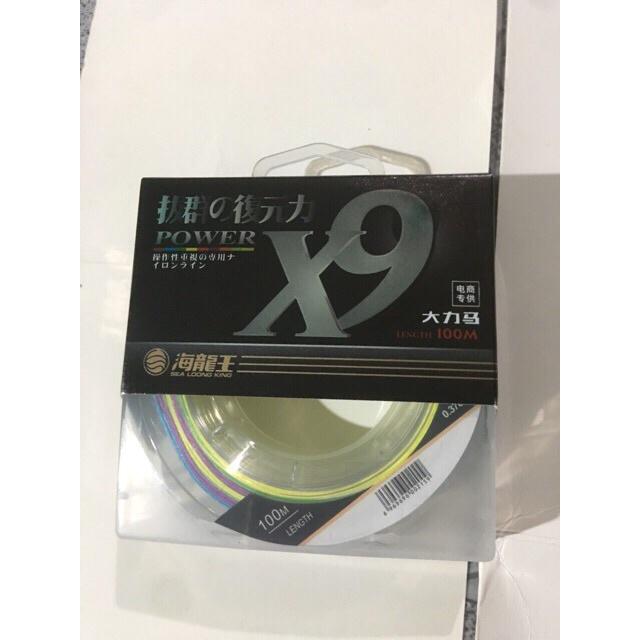 抜群の復元力
POWER
操作性重視の専用ナ
イロンライン
X9
电商
专供
大力马
LENGTH 100M
海龍王
SEA LOONG KING
100M
LENGTH